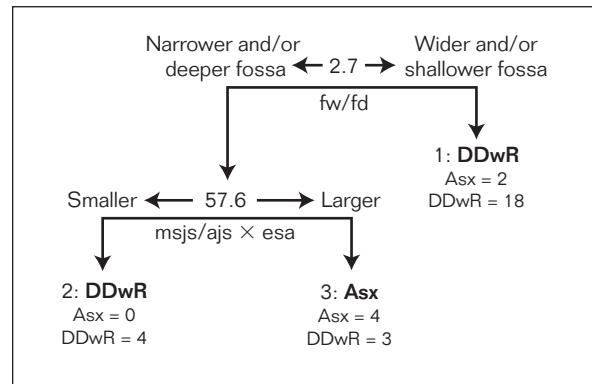 Narrower and/or deeper fossa
2.7
Wider and/or shallower fossa
fw/fd
1: DDwR
Asx = 2
DDwR = 18
Smaller
57.6
Larger
msjs/ajs × esa
2: DDwR
Asx = 0
DDwR = 4
3: Asx
Asx = 4
DDwR = 3